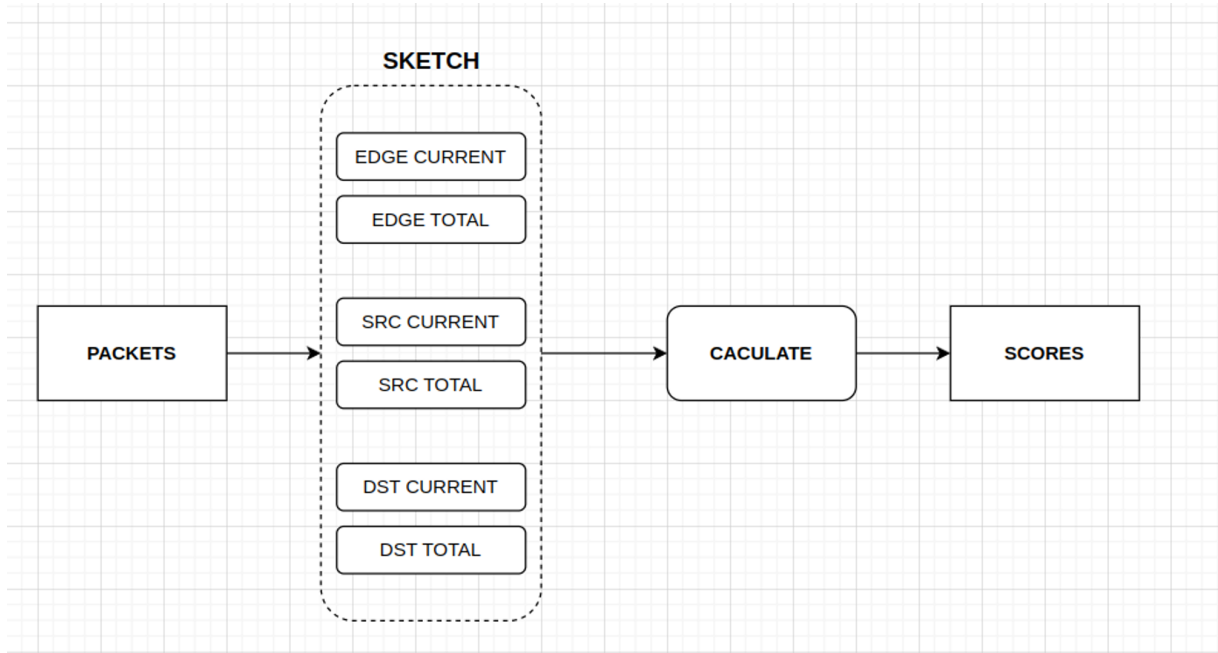 SKETCH
EDGE CURRENT
EDGE TOTAL
SRC CURRENT
PACKETS
CACULATE
SCORES
SRC TOTAL
DST CURRENT
DST TOTAL